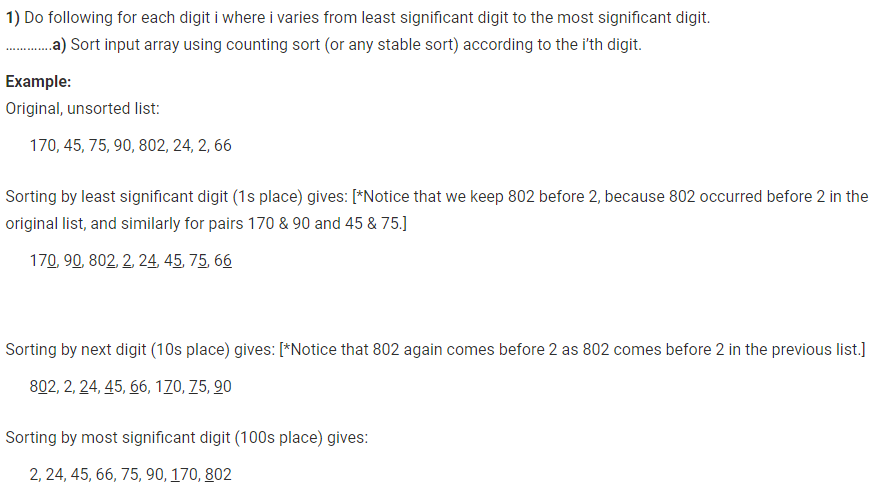 1) Do following for each digit i where i varies from least significant digit to the most significant digit.
………….a) Sort input array using counting sort (or any stable sort) according to the i’th digit.
Example:
Original, unsorted list:
170, 45, 75, 90, 802, 24, 2, 66
Sorting by least significant digit (1s place) gives: [*Notice that we keep 802 before 2, because 802 occurred before 2 in the
original list, and similarly for pairs 170 & 90 and 45 & 75.]
170, 90, 802, 2, 24, 45, 75, 66
Sorting by next digit (10s place) gives: [*Notice that 802 again comes before 2 as 802 comes before 2 in the previous list.]
802, 2, 24, 45, 66, 170, 75, 90
Sorting by most significant digit (100s place) gives:
2, 24, 45, 66, 75, 90, 170, 802